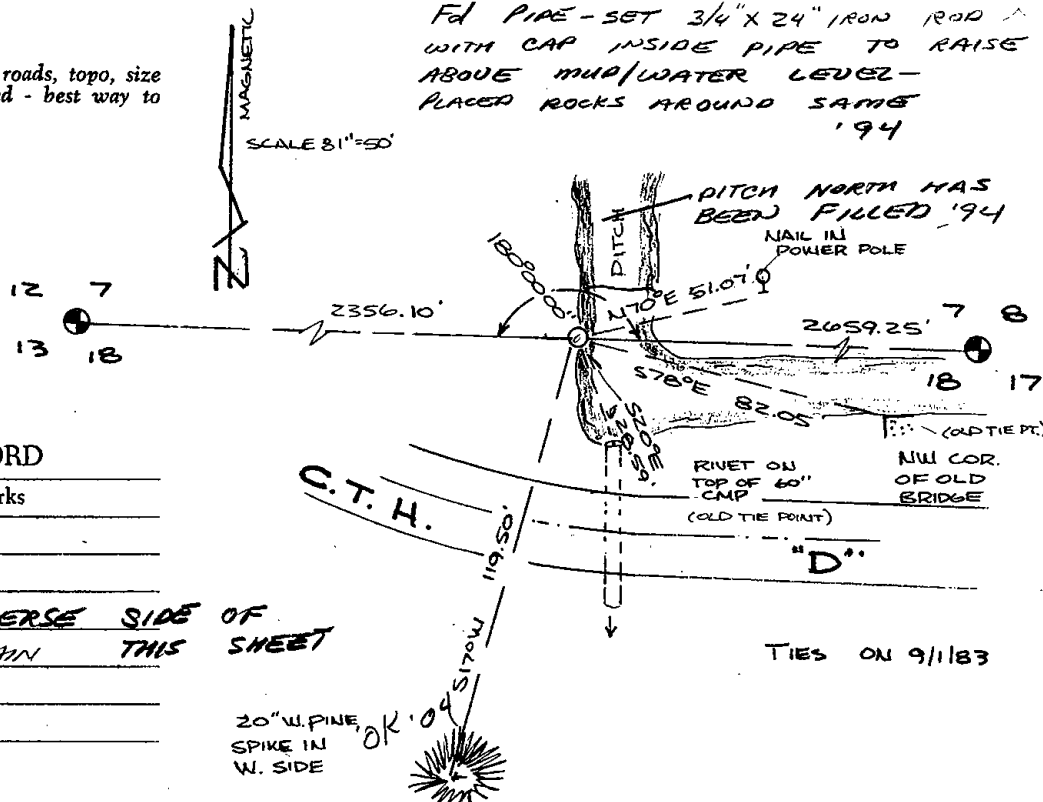 Fd PIPE - SET 3/4" X 24" IRON ROD
WITH CAP INSIDE PIPE TO RAISE
ABOVE MUD/WATER LEVEL-
PLACED ROCKS AROUND SAME
'94
roads, topo, size
d - best way to
MAGNETIC
N
SCALE 81"=50'
DITCH NORTH HAS
BEEN FILLED '94
DITCH
NAIL IN
POWER POLE
180°00'00"
N70°E 51.07'
12 7
13 18
2356.10'
2659.25'
7 8
18 17
S78°E 82.05
S20°E
(OLD TIE PT.)
NW COR.
OF OLD
BRIDGE
RIVET ON
TOP OF 60"
CMP
(OLD TIE POINT)
C.T.H.
"D"
ORD
rks
119.50'
S17°W
ERSE SIDE OF
THIS SHEET
TIES ON 9/1/83
20" W. PINE,
SPIKE IN
W. SIDE
OK '04